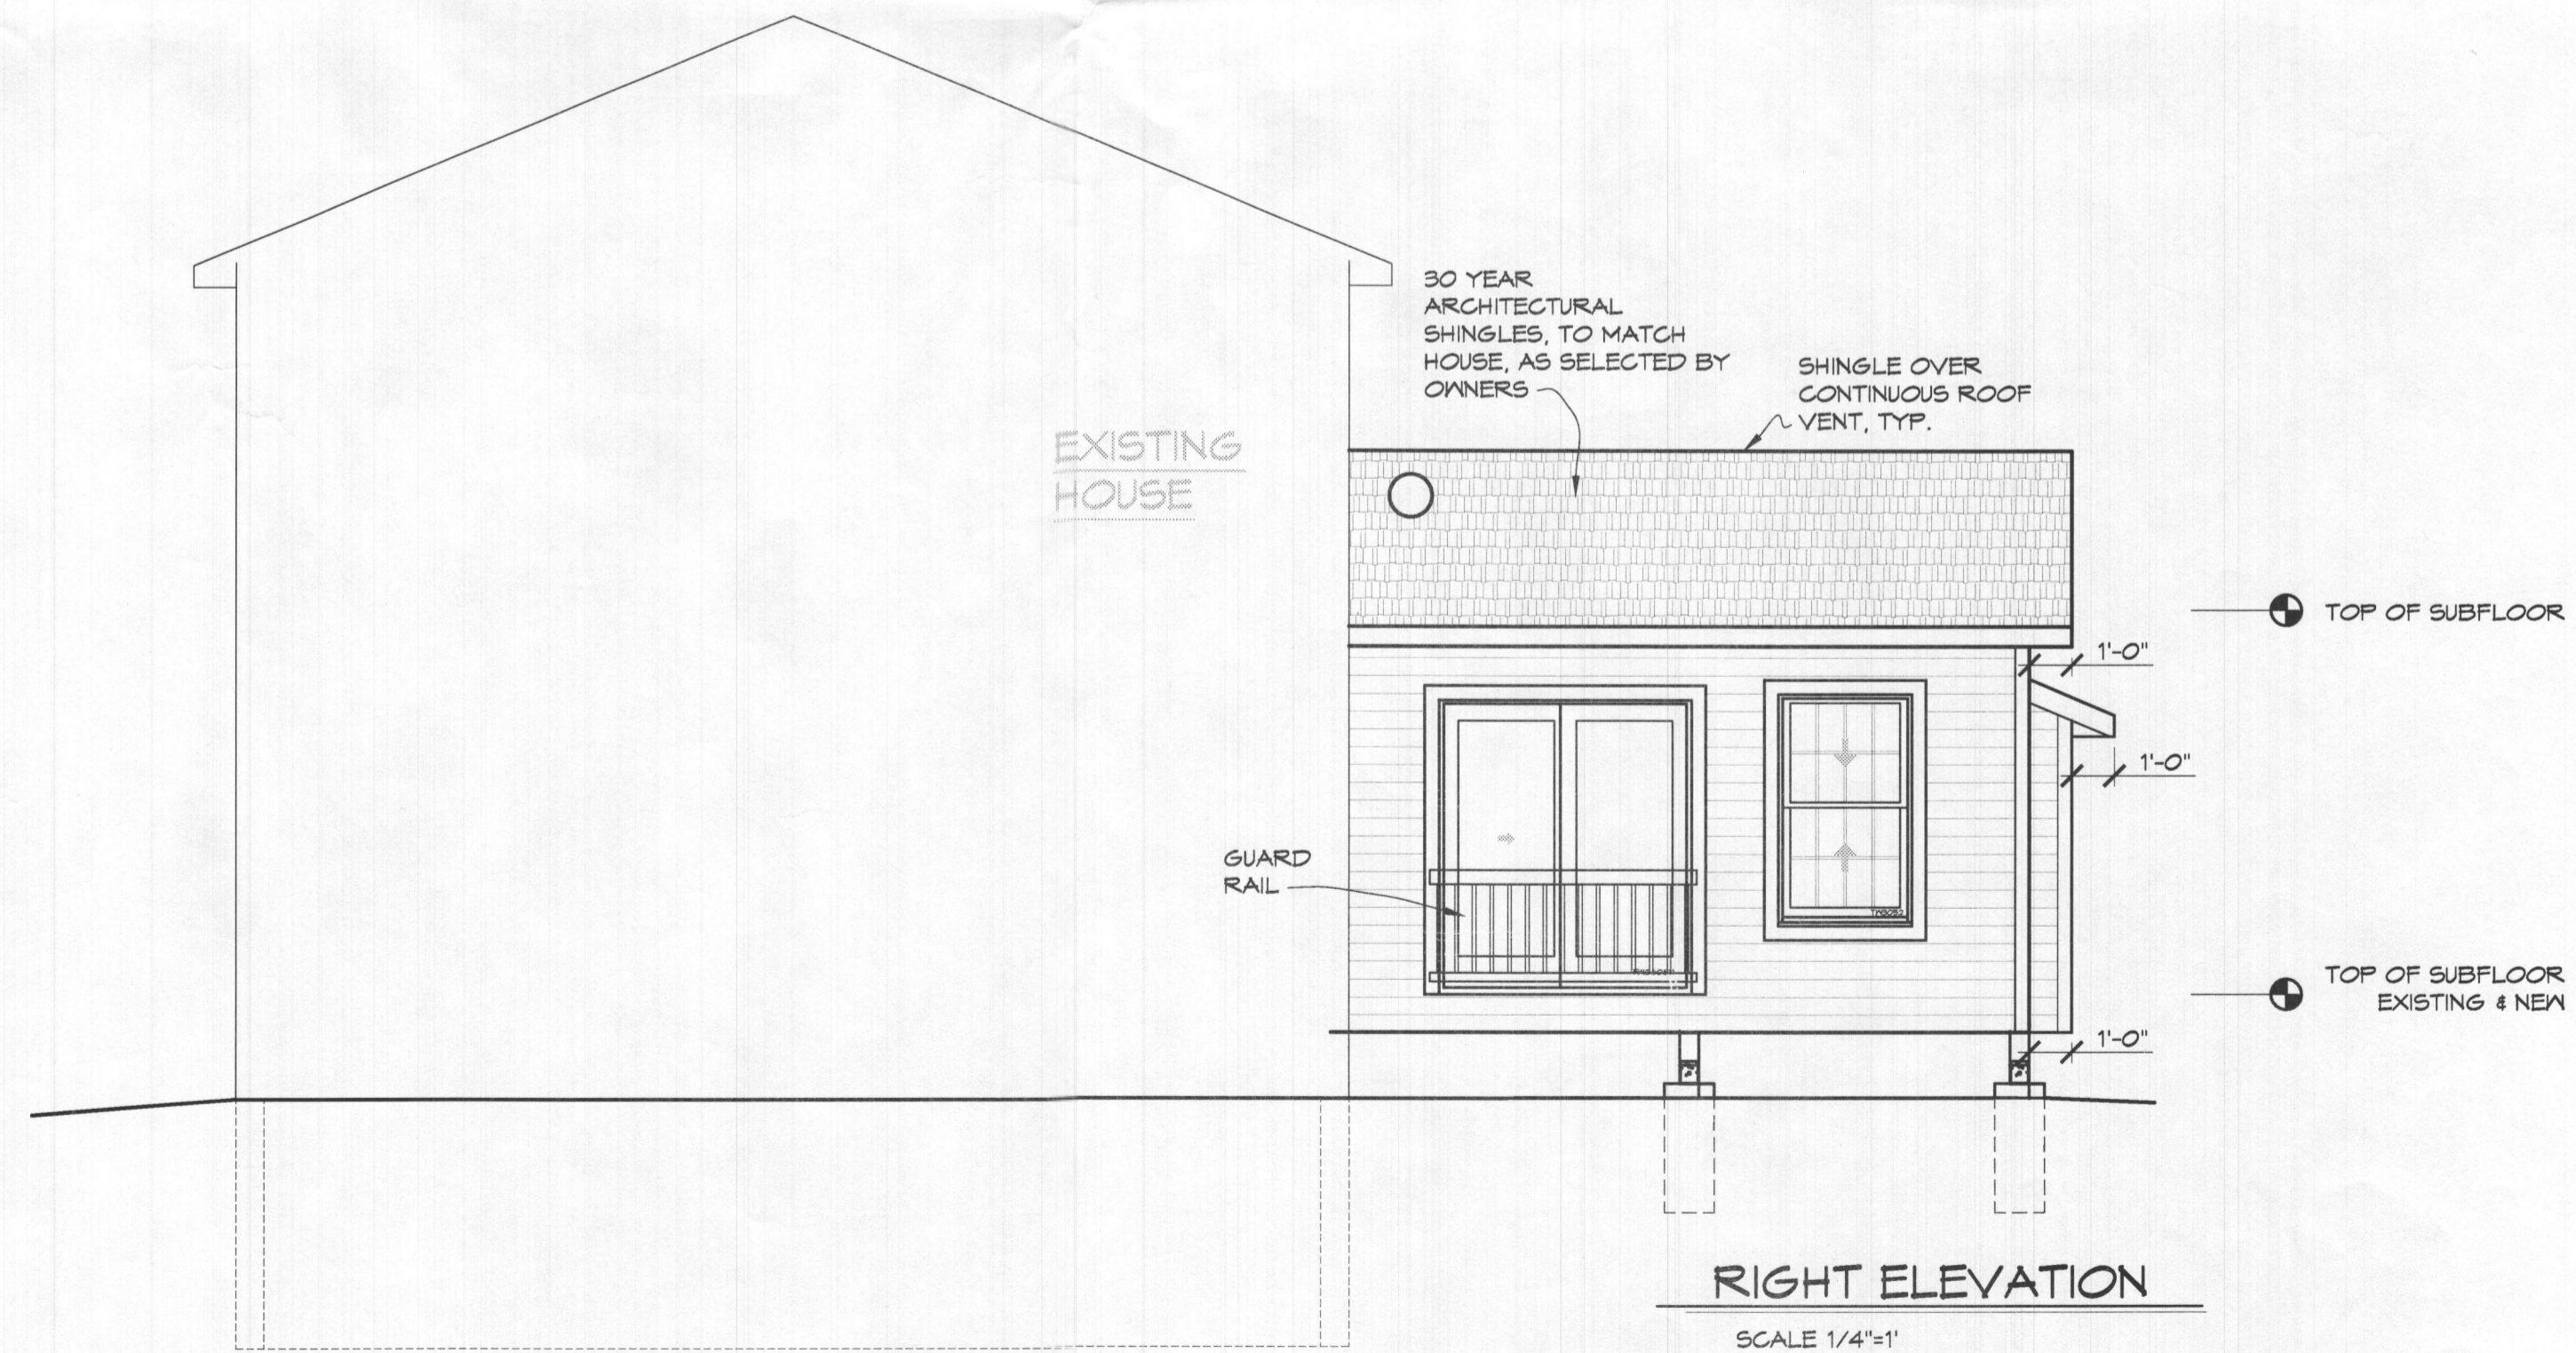 30 YEAR
ARCHITECTURAL
SHINGLES, TO MATCH
HOUSE, AS SELECTED BY
OWNERS
SHINGLE OVER
CONTINUOUS ROOF
VENT, TYP.
EXISTING
HOUSE
TOP OF SUBFLOOR
1'-0"
1'-0"
GUARD
RAIL
TOP OF SUBFLOOR
EXISTING & NEW
1'-0"
RIGHT ELEVATION
SCALE 1/4"=1'